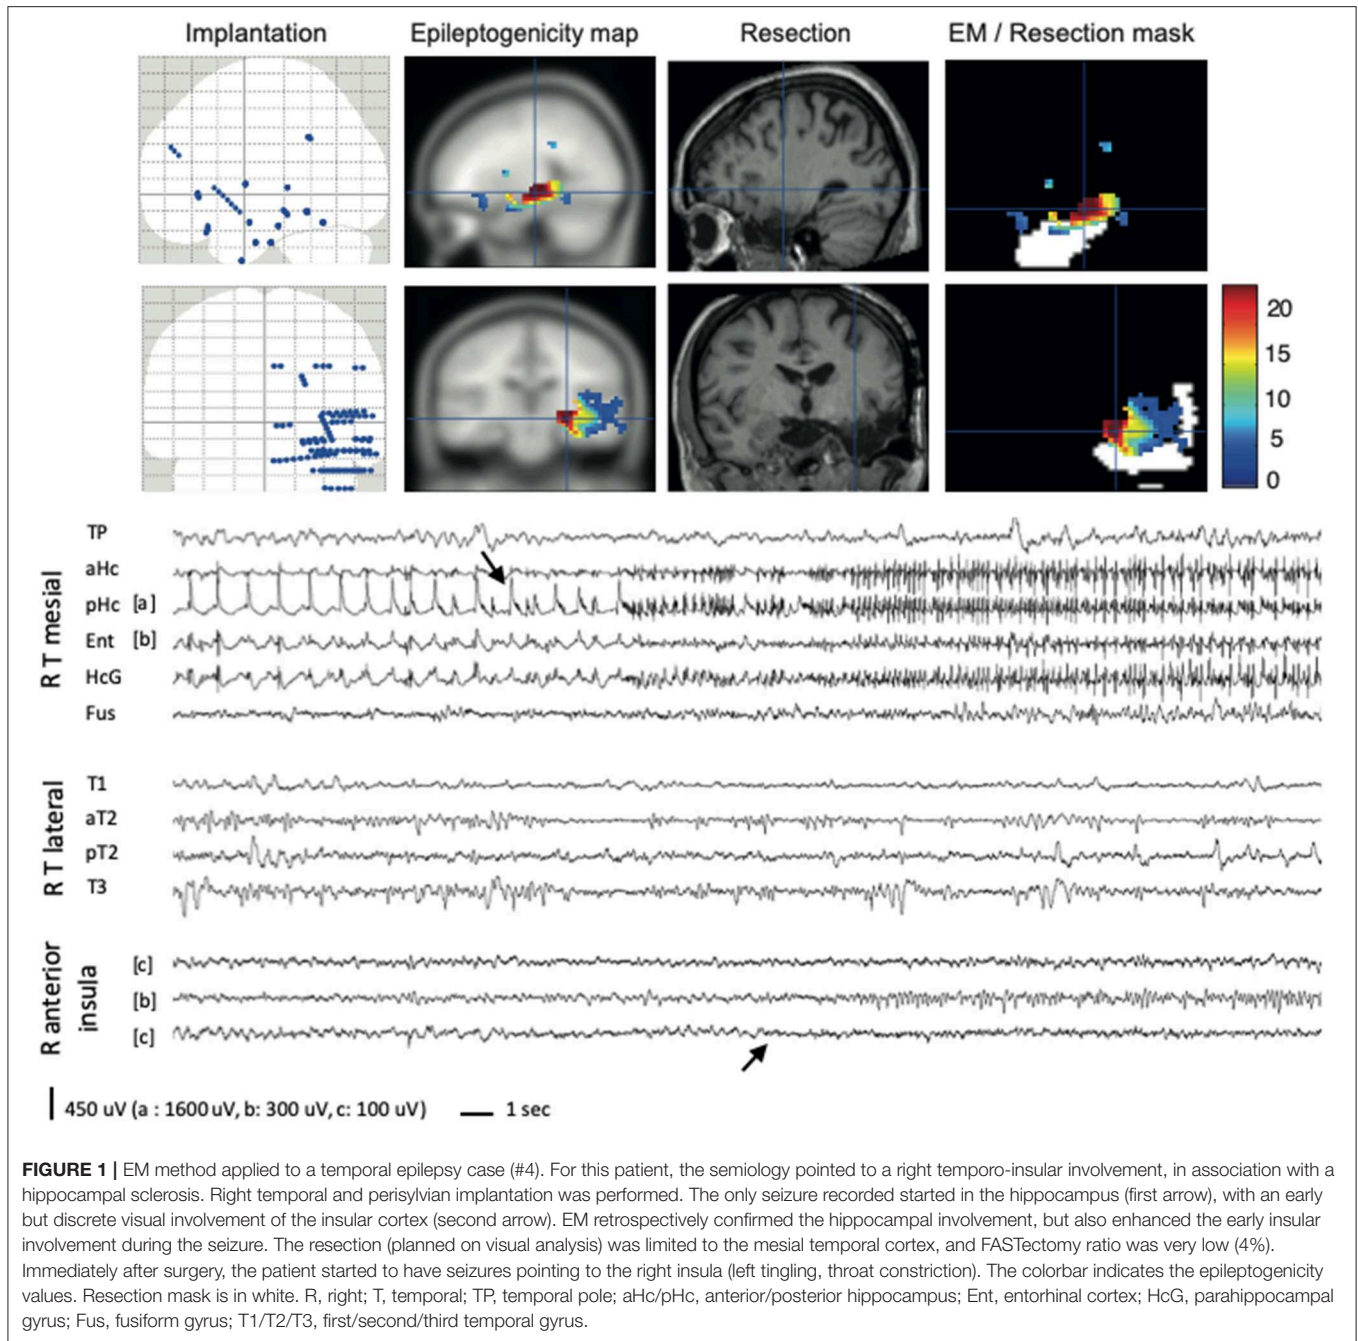 Implantation
Epileptogenicity map
Resection
EM / Resection mask
20
15
10
5
0
R T mesial
TP
aHc
pHc [a]
Ent [b]
HcG
Fus
R T lateral
T1
aT2
pT2
T3
R anterior
insula
[c]
[b]
[c]
450 uV (a : 1600 uV, b: 300 uV, c: 100 uV)
1 sec
FIGURE 1 | EM method applied to a temporal epilepsy case (#4). For this patient, the semiology pointed to a right temporo-insular involvement, in association with a
hippocampal sclerosis. Right temporal and perisylvian implantation was performed. The only seizure recorded started in the hippocampus (first arrow), with an early
but discrete visual involvement of the insular cortex (second arrow). EM retrospectively confirmed the hippocampal involvement, but also enhanced the early insular
involvement during the seizure. The resection (planned on visual analysis) was limited to the mesial temporal cortex, and FASTectomy ratio was very low (4%).
Immediately after surgery, the patient started to have seizures pointing to the right insula (left tingling, throat constriction). The colorbar indicates the epileptogenicity
values. Resection mask is in white. R, right; T, temporal; TP, temporal pole; aHc/pHc, anterior/posterior hippocampus; Ent, entorhinal cortex; HcG, parahippocampal
gyrus; Fus, fusiform gyrus; T1/T2/T3, first/second/third temporal gyrus.